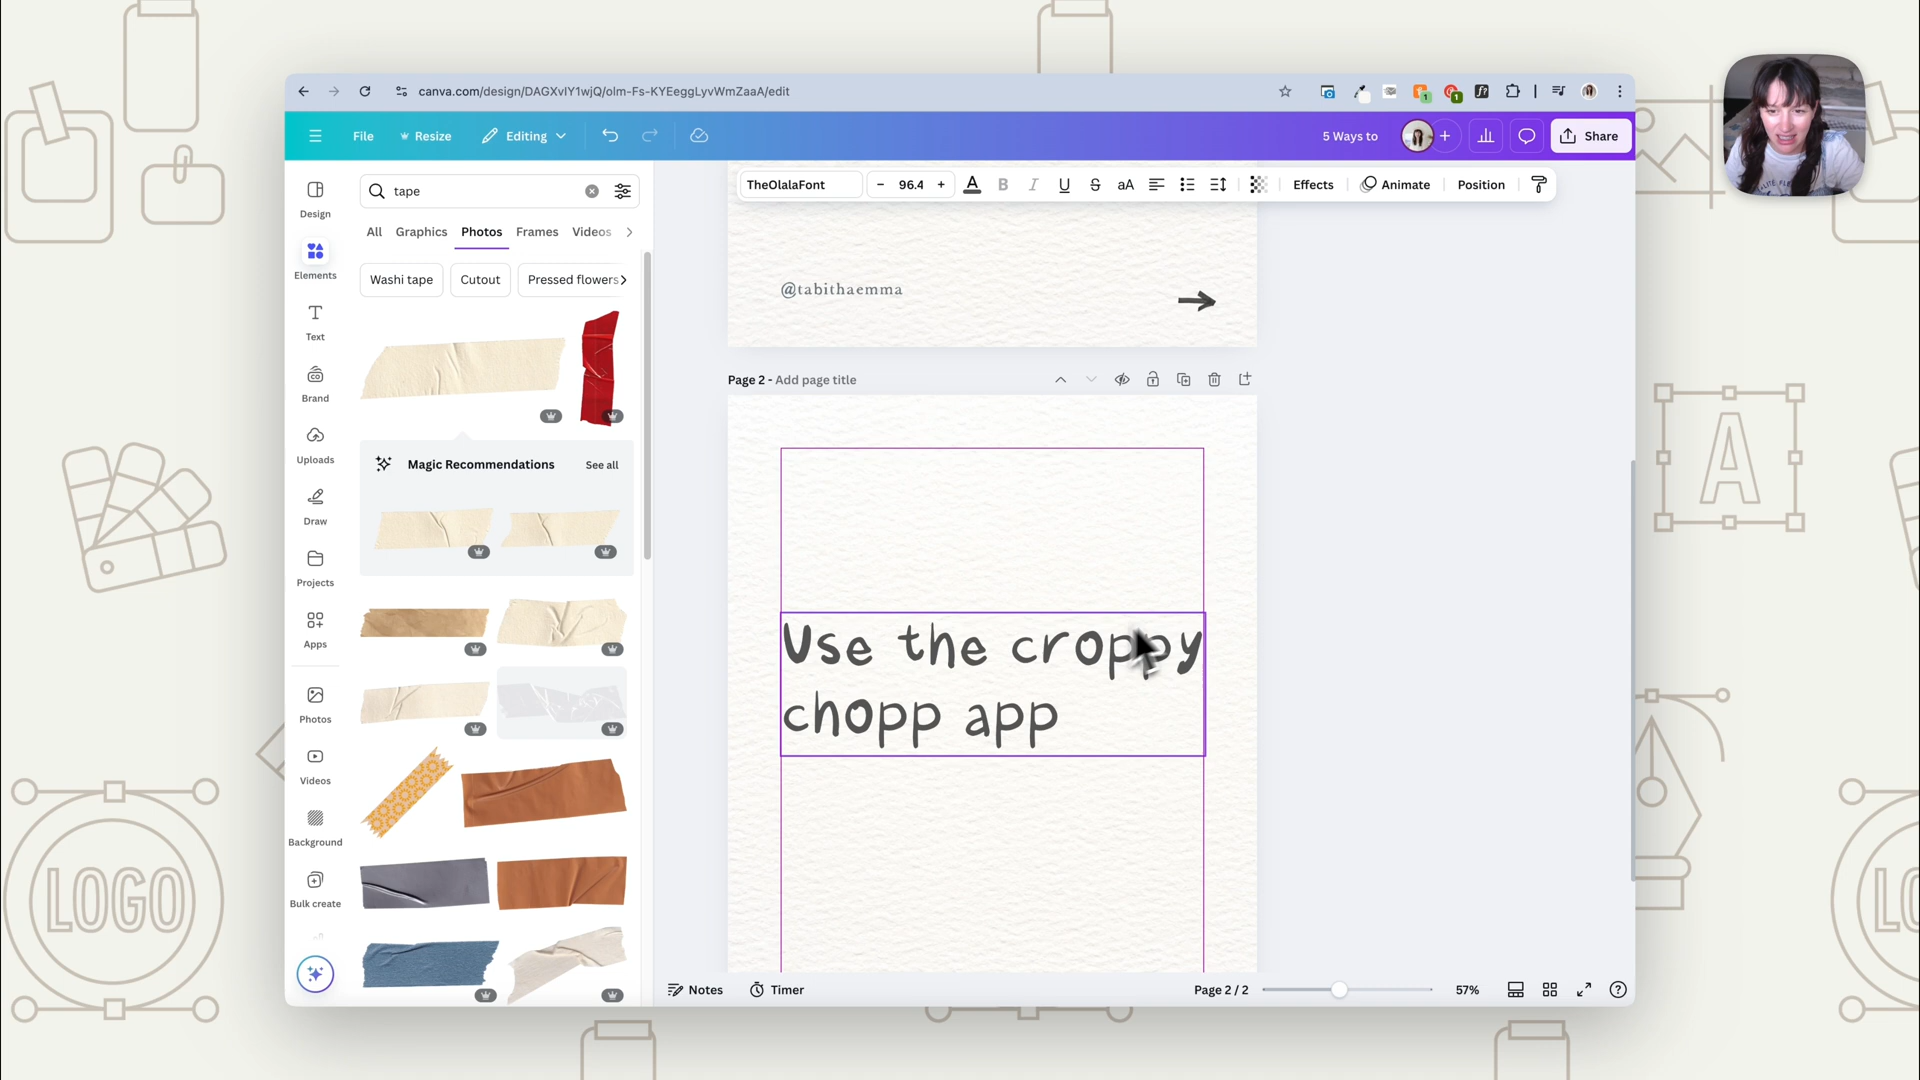 canva.com/design/DAGXvIY1wjQ/olm-Fs-KYEeggLyvWmZaaA/edit
File
Resize
Editing
5 Ways to
Share
tape
TheOlalaFont
– 96.4 +
A B I U S aA
Effects
Animate
Position
Design
Elements
Text
Brand
Uploads
Draw
Projects
Apps
Photos
Videos
Background
Bulk create
All Graphics Photos Frames Videos
Washi tape
Cutout
Pressed flowers
Magic Recommendations
See all
@tabithaemma
Page 2 - Add page title
Use the croppy
chopp app
Notes
Timer
Page 2 / 2
57%
LOGO
A